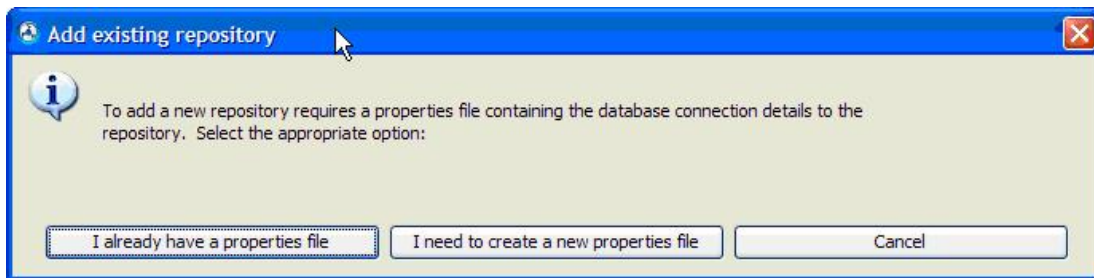 Add existing repository
To add a new repository requires a properties file containing the database connection details to the
repository.  Select the appropriate option:
I already have a properties file
I need to create a new properties file
Cancel